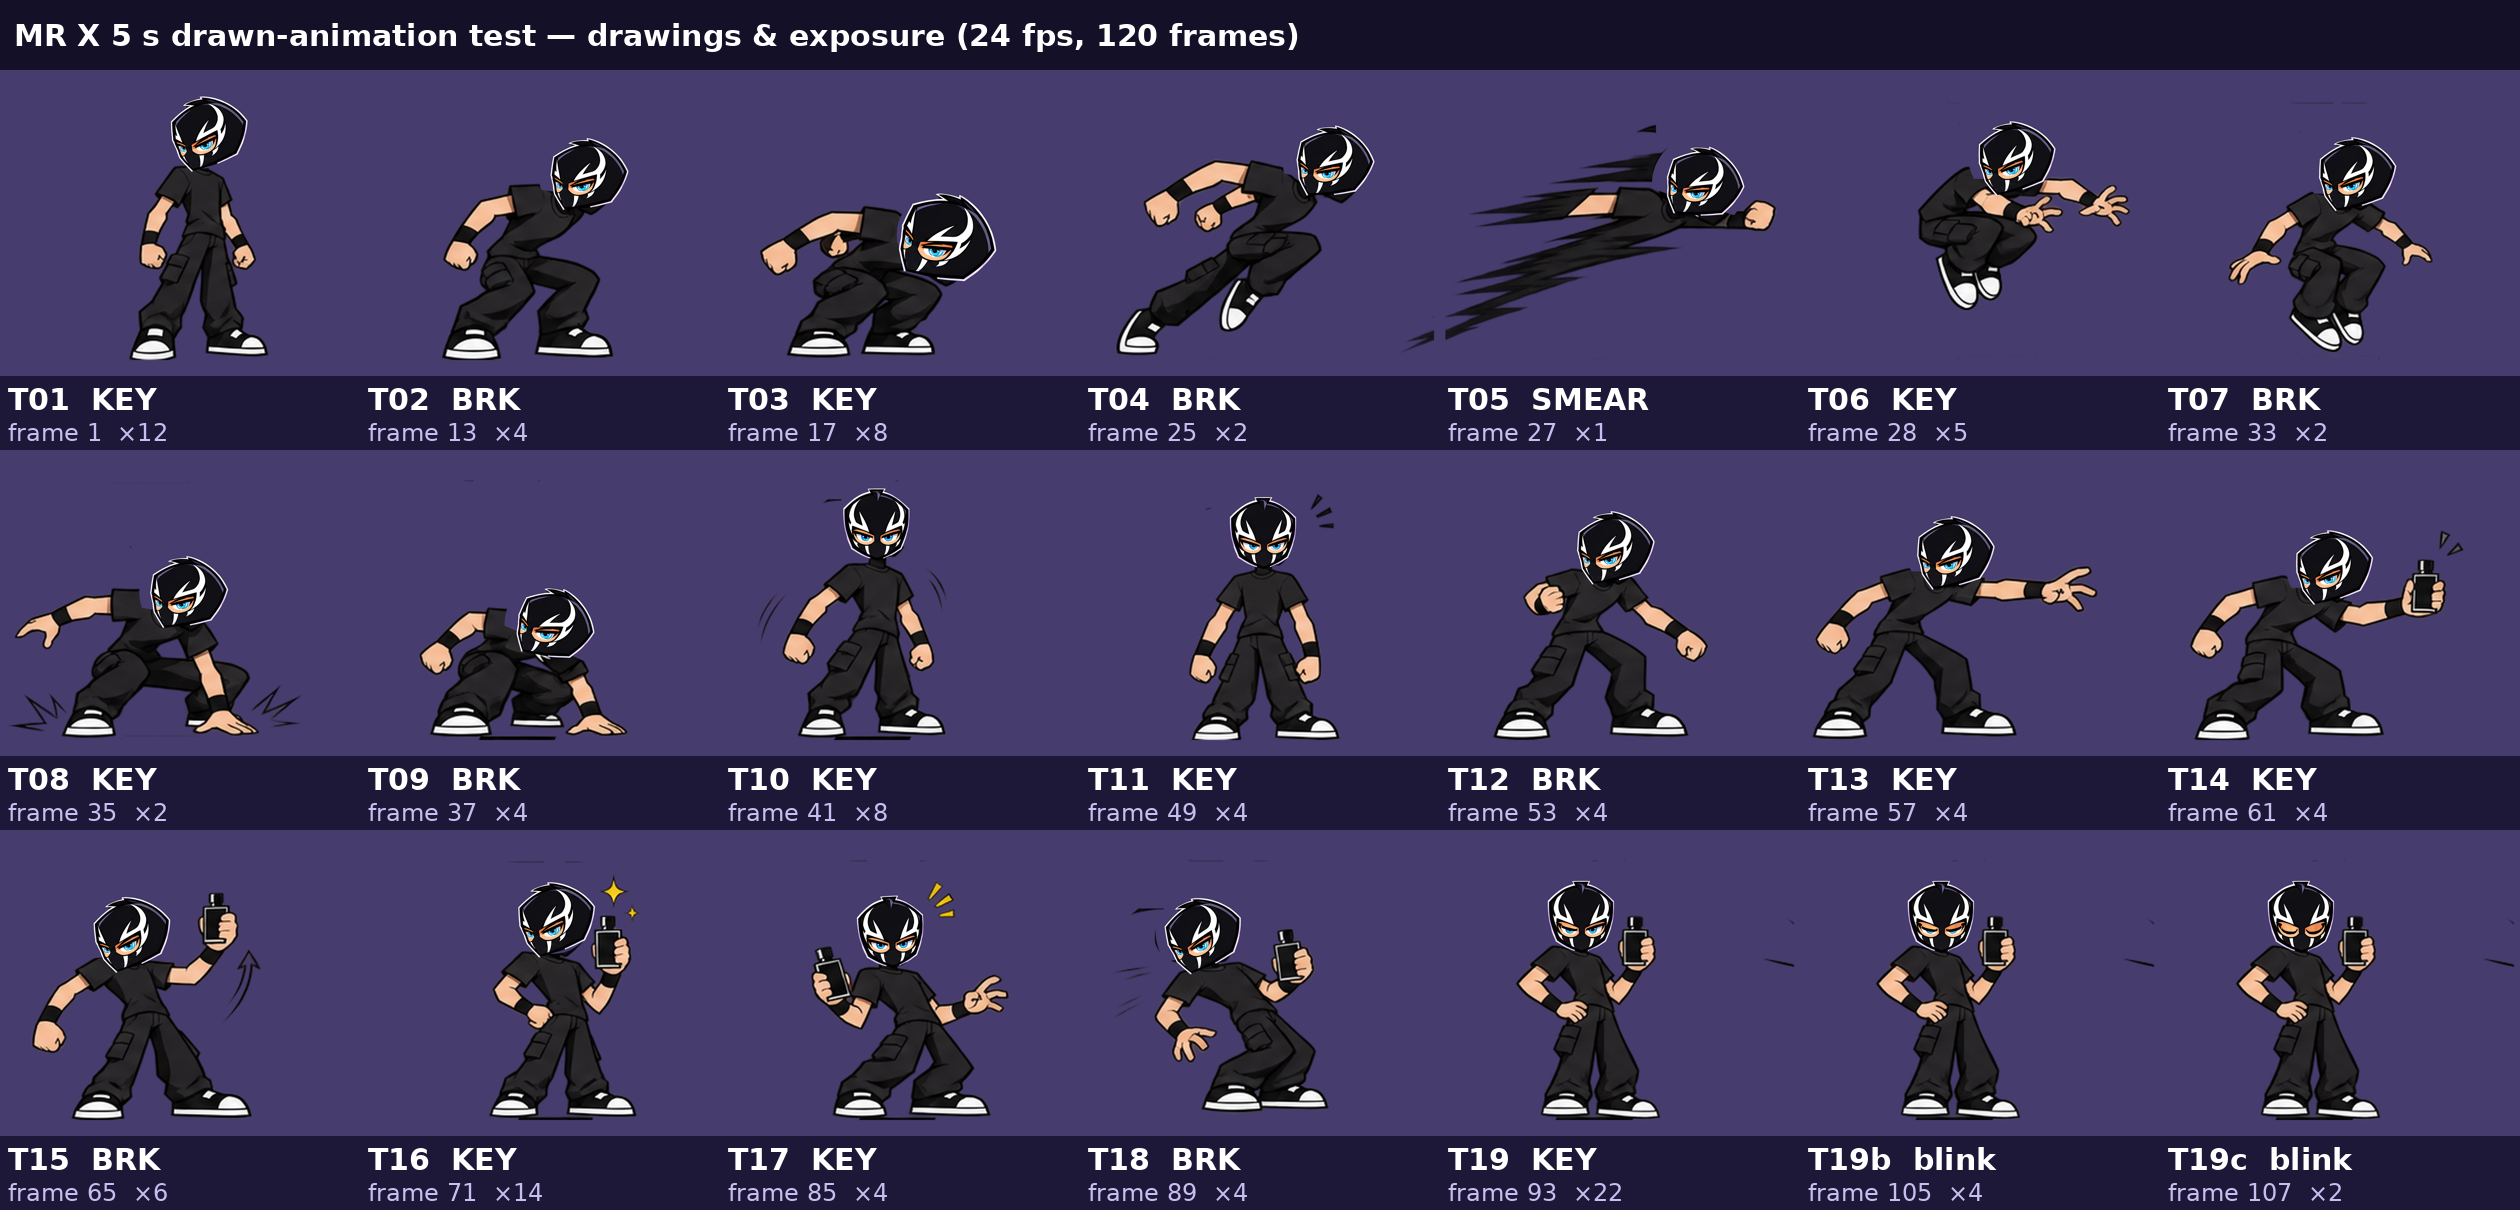 MR X 5 s drawn-animation test — drawings & exposure (24 fps, 120 frames)
T01 KEY
frame 1 ×12
T02 BRK
frame 13 ×4
T03 KEY
frame 17 ×8
T04 BRK
frame 25 ×2
T05 SMEAR
frame 27 ×1
T06 KEY
frame 28 ×5
T07 BRK
frame 33 ×2
T08 KEY
frame 35 ×2
T09 BRK
frame 37 ×4
T10 KEY
frame 41 ×8
T11 KEY
frame 49 ×4
T12 BRK
frame 53 ×4
T13 KEY
frame 57 ×4
T14 KEY
frame 61 ×4
T15 BRK
frame 65 ×6
T16 KEY
frame 71 ×14
T17 KEY
frame 85 ×4
T18 BRK
frame 89 ×4
T19 KEY
frame 93 ×22
T19b blink
frame 105 ×4
T19c blink
frame 107 ×2